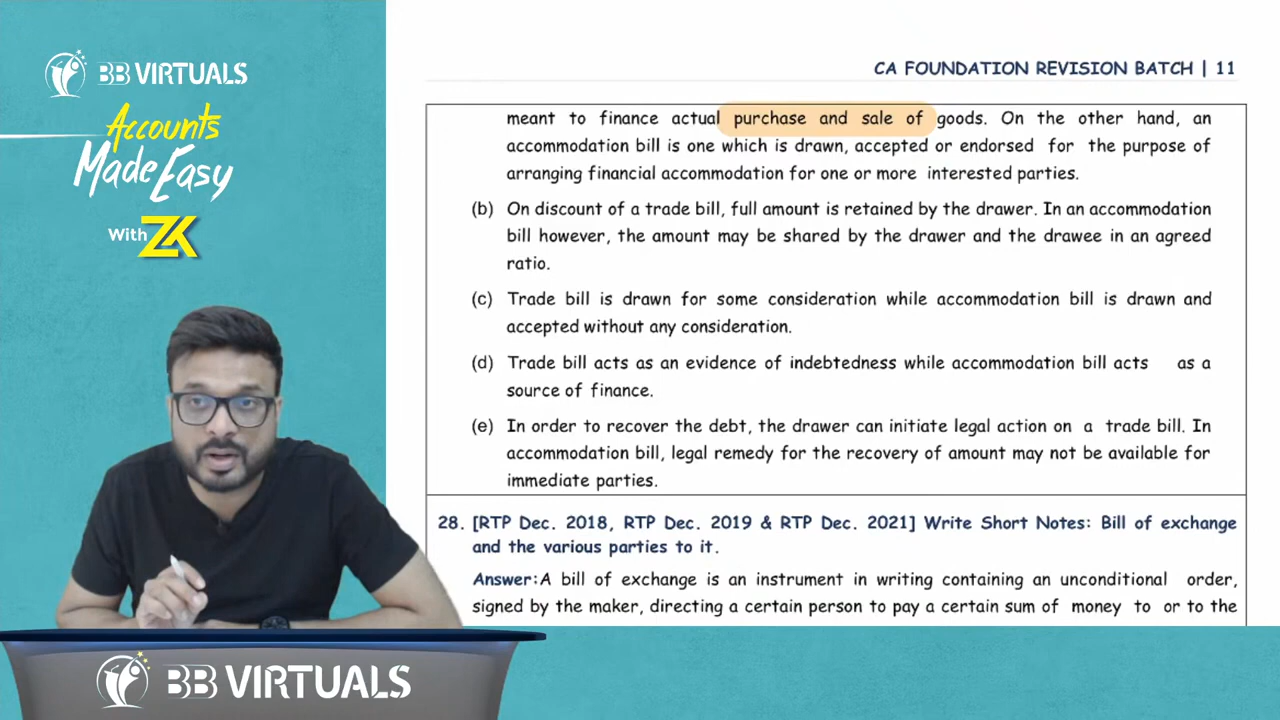 BB VIRTUALS
Accounts
Made Easy
With ZK
CA FOUNDATION REVISION BATCH | 11
meant to finance actual purchase and sale of goods. On the other hand, an
accommodation bill is one which is drawn, accepted or endorsed for the purpose of
arranging financial accommodation for one or more interested parties.
(b) On discount of a trade bill, full amount is retained by the drawer. In an accommodation
bill however, the amount may be shared by the drawer and the drawee in an agreed
ratio.
(c) Trade bill is drawn for some consideration while accommodation bill is drawn and
accepted without any consideration.
(d) Trade bill acts as an evidence of indebtedness while accommodation bill acts as a
source of finance.
(e) In order to recover the debt, the drawer can initiate legal action on a trade bill. In
accommodation bill, legal remedy for the recovery of amount may not be available for
immediate parties.
28. [RTP Dec. 2018, RTP Dec. 2019 & RTP Dec. 2021] Write Short Notes: Bill of exchange
and the various parties to it.
Answer:A bill of exchange is an instrument in writing containing an unconditional order,
signed by the maker, directing a certain person to pay a certain sum of money to or to the
BB VIRTUALS